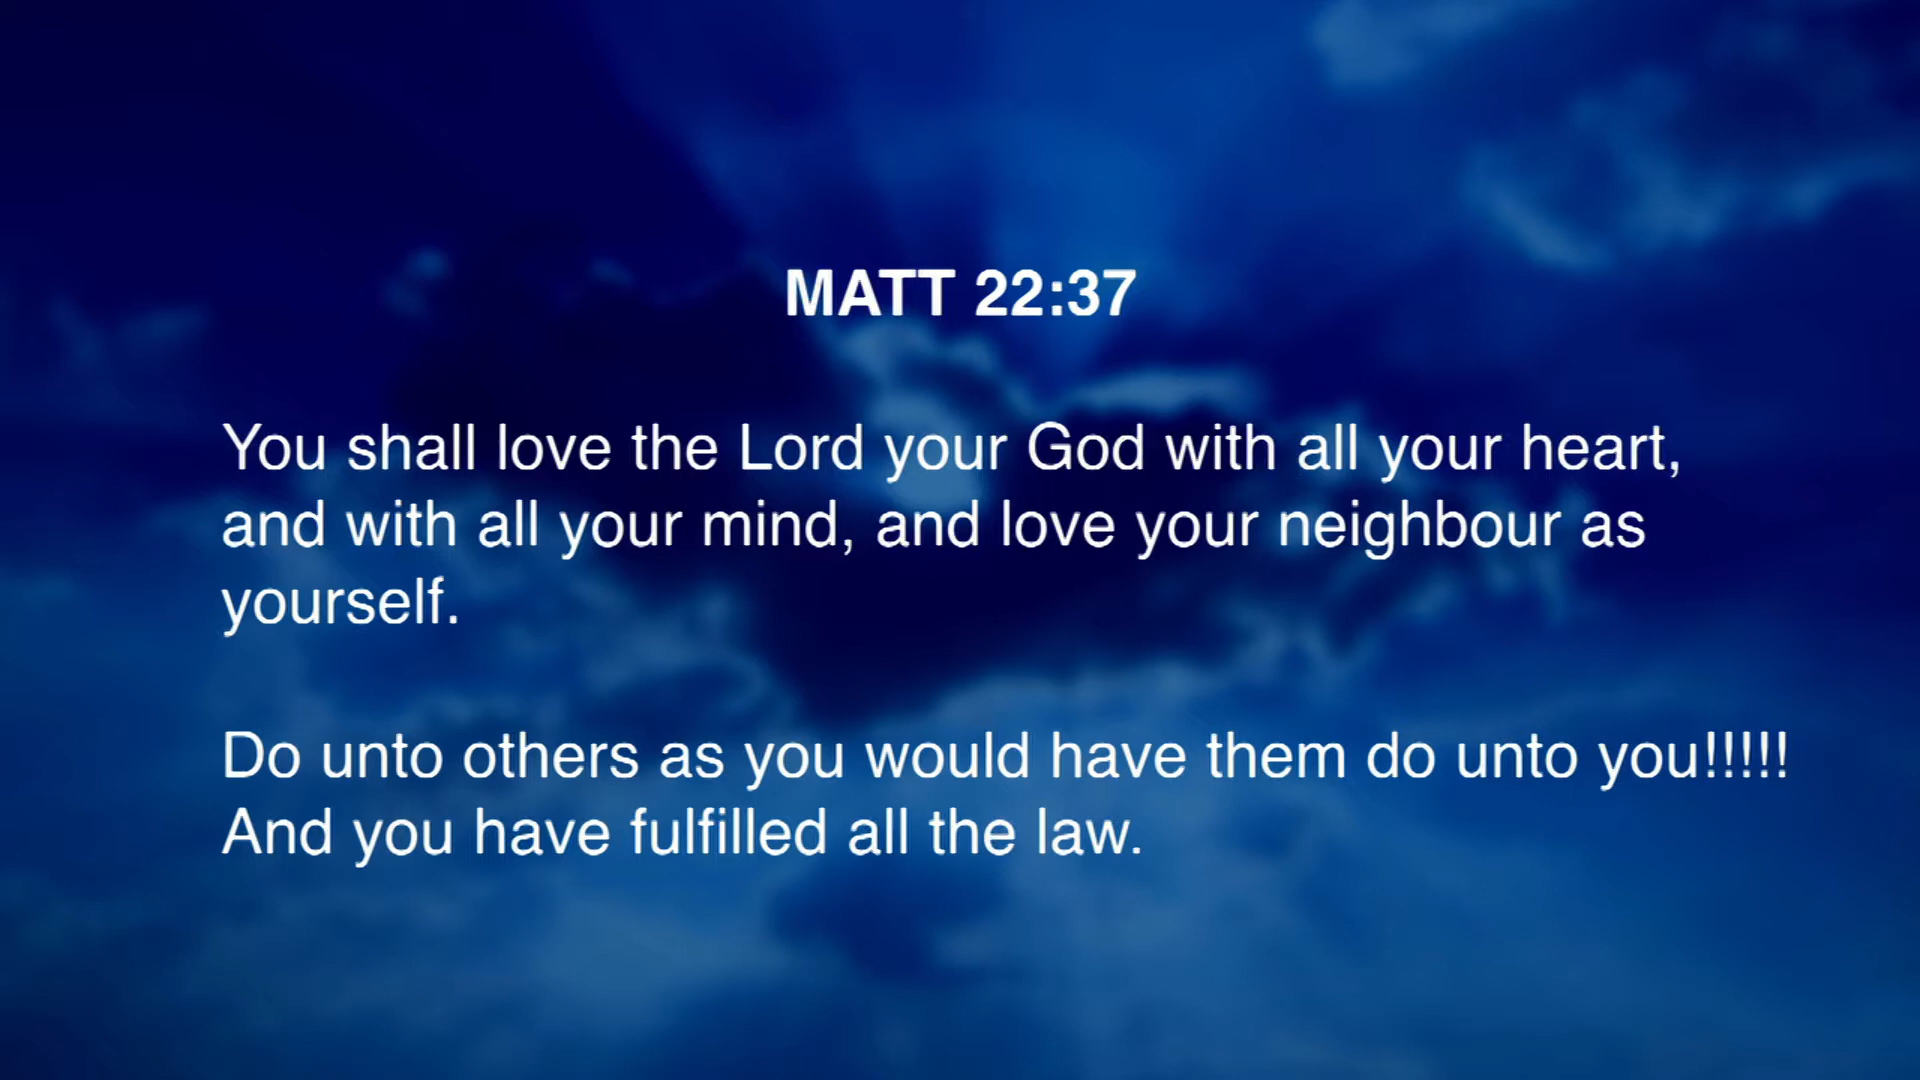 MATT 22:37
You shall love the Lord your God with all your heart,
and with all your mind, and love your neighbour as
yourself.
Do unto others as you would have them do unto you!!!!!
And you have fulfilled all the law.